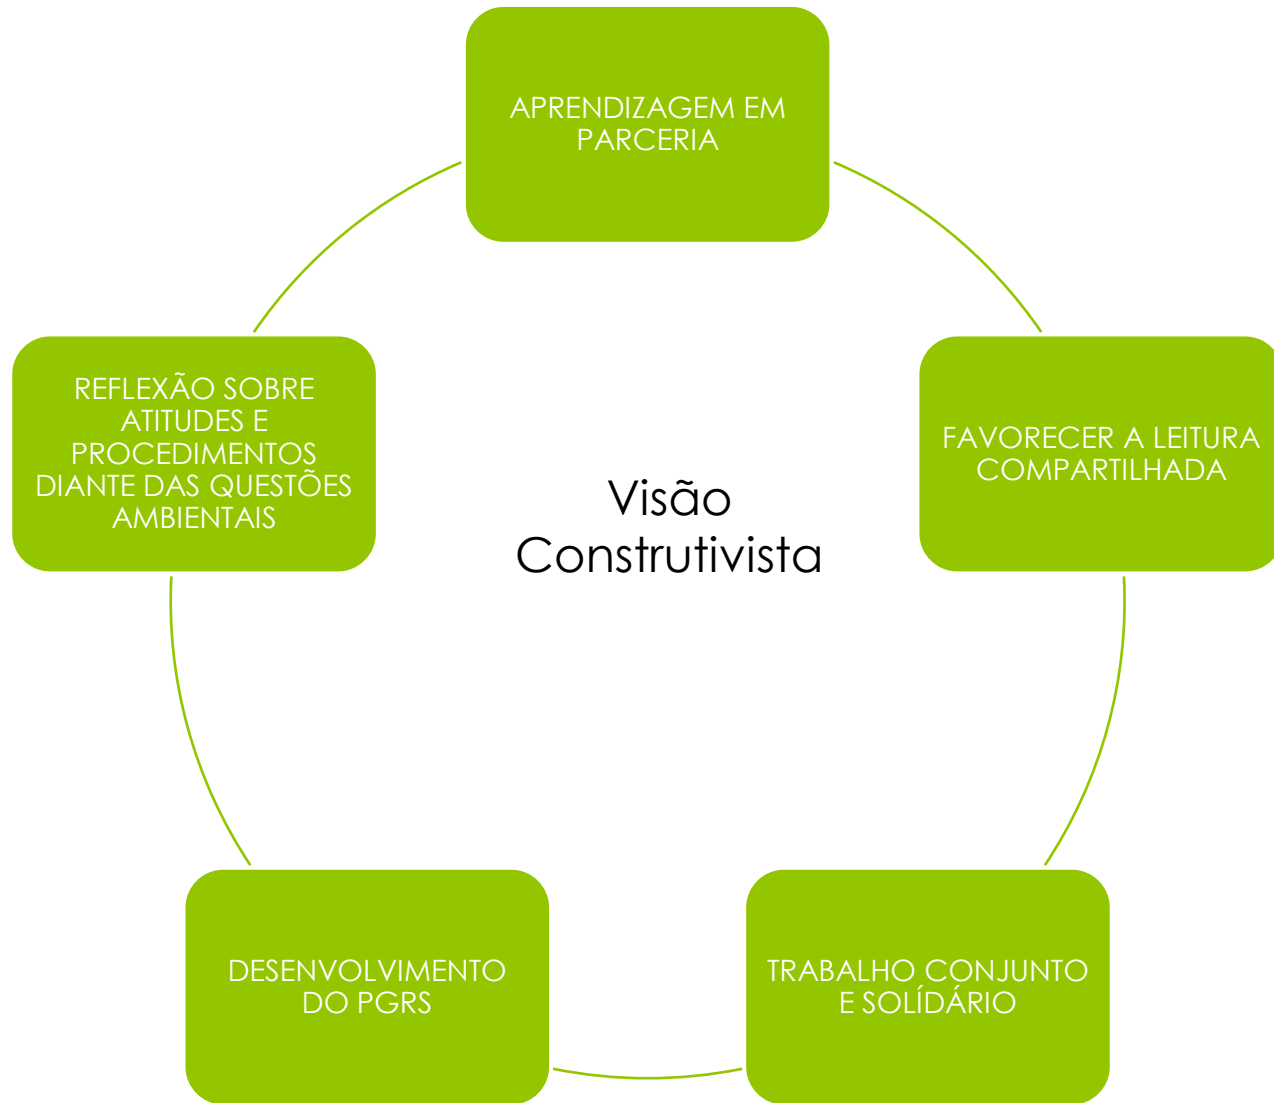 APRENDIZAGEM EM
PARCERIA
FAVORECER A LEITURA
COMPARTILHADA
TRABALHO CONJUNTO
E SOLÍDÁRIO
DESENVOLVIMENTO
DO PGRS
REFLEXÃO SOBRE
ATITUDES E
PROCEDIMENTOS
DIANTE DAS QUESTÕES
AMBIENTAIS
Visão
Construtivista